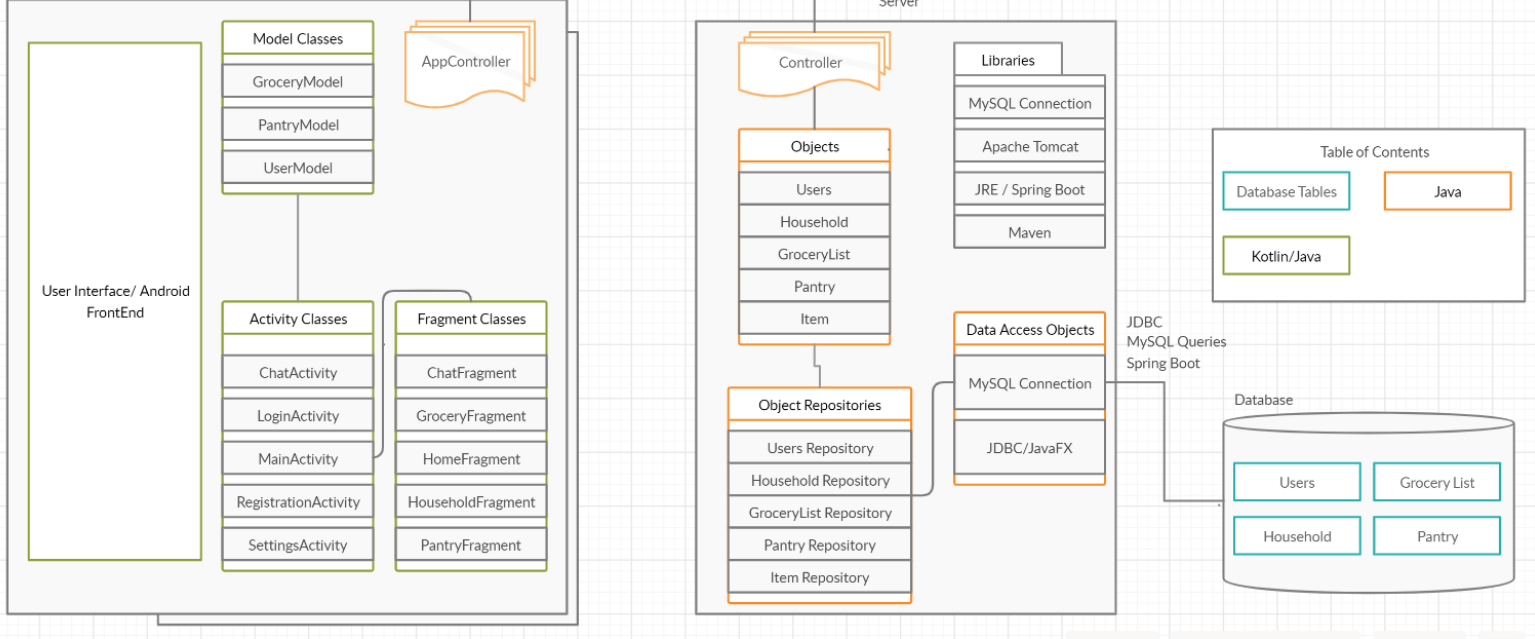 Server
Model Classes
GroceryModel
PantryModel
UserModel
AppController
User Interface/ Android
FrontEnd
Activity Classes
ChatActivity
LoginActivity
MainActivity
RegistrationActivity
SettingsActivity
Fragment Classes
ChatFragment
GroceryFragment
HomeFragment
HouseholdFragment
PantryFragment
Controller
Objects
Users
Household
GroceryList
Pantry
Item
Object Repositories
Users Repository
Household Repository
GroceryList Repository
Pantry Repository
Item Repository
Libraries
MySQL Connection
Apache Tomcat
JRE / Spring Boot
Maven
Data Access Objects
MySQL Connection
JDBC/JavaFX
JDBC
MySQL Queries
Spring Boot
Table of Contents
Database Tables
Java
Kotlin/Java
Database
Users
Grocery List
Household
Pantry